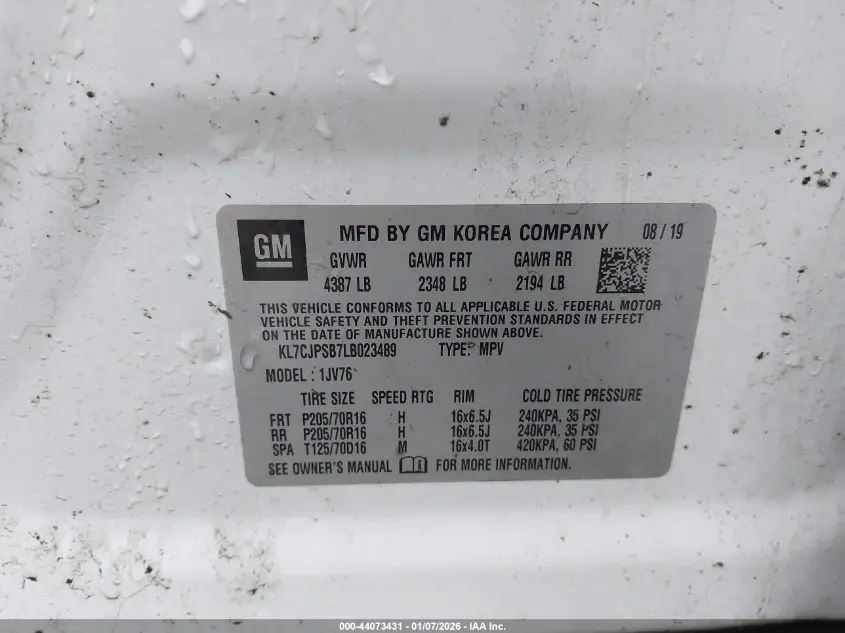 GM MFD BY GM KOREA COMPANY 08 / 19
GVWR GAWR FRT GAWR RR
4387 LB 2348 LB 2194 LB
THIS VEHICLE CONFORMS TO ALL APPLICABLE U.S. FEDERAL MOTOR
VEHICLE SAFETY AND THEFT PREVENTION STANDARDS IN EFFECT
ON THE DATE OF MANUFACTURE SHOWN ABOVE.
KL7CJPSB7LB023489 TYPE: MPV
MODEL : 1JV76
TIRE SIZE SPEED RTG RIM COLD TIRE PRESSURE
FRT P205/70R16 H 16x6.5J 240KPA, 35 PSI
RR P205/70R16 H 16x6.5J 240KPA, 35 PSI
SPA T125/70D16 M 16x4.0T 420KPA, 60 PSI
SEE OWNER'S MANUAL FOR MORE INFORMATION.
000-44073431 - 01/07/2026 - IAA Inc.